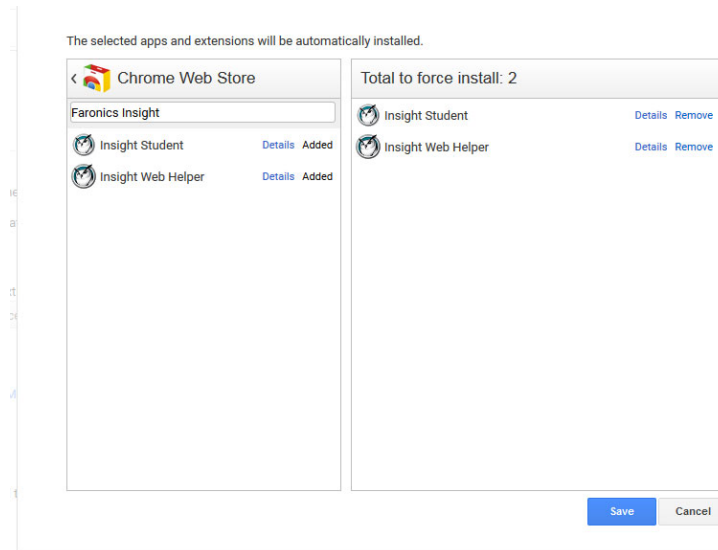 The selected apps and extensions will be automatically installed.
Chrome Web Store
Faronics Insight
Insight Student Details Added
Insight Web Helper Details Added
Total to force install: 2
Insight Student Details Remove
Insight Web Helper Details Remove
Save Cancel